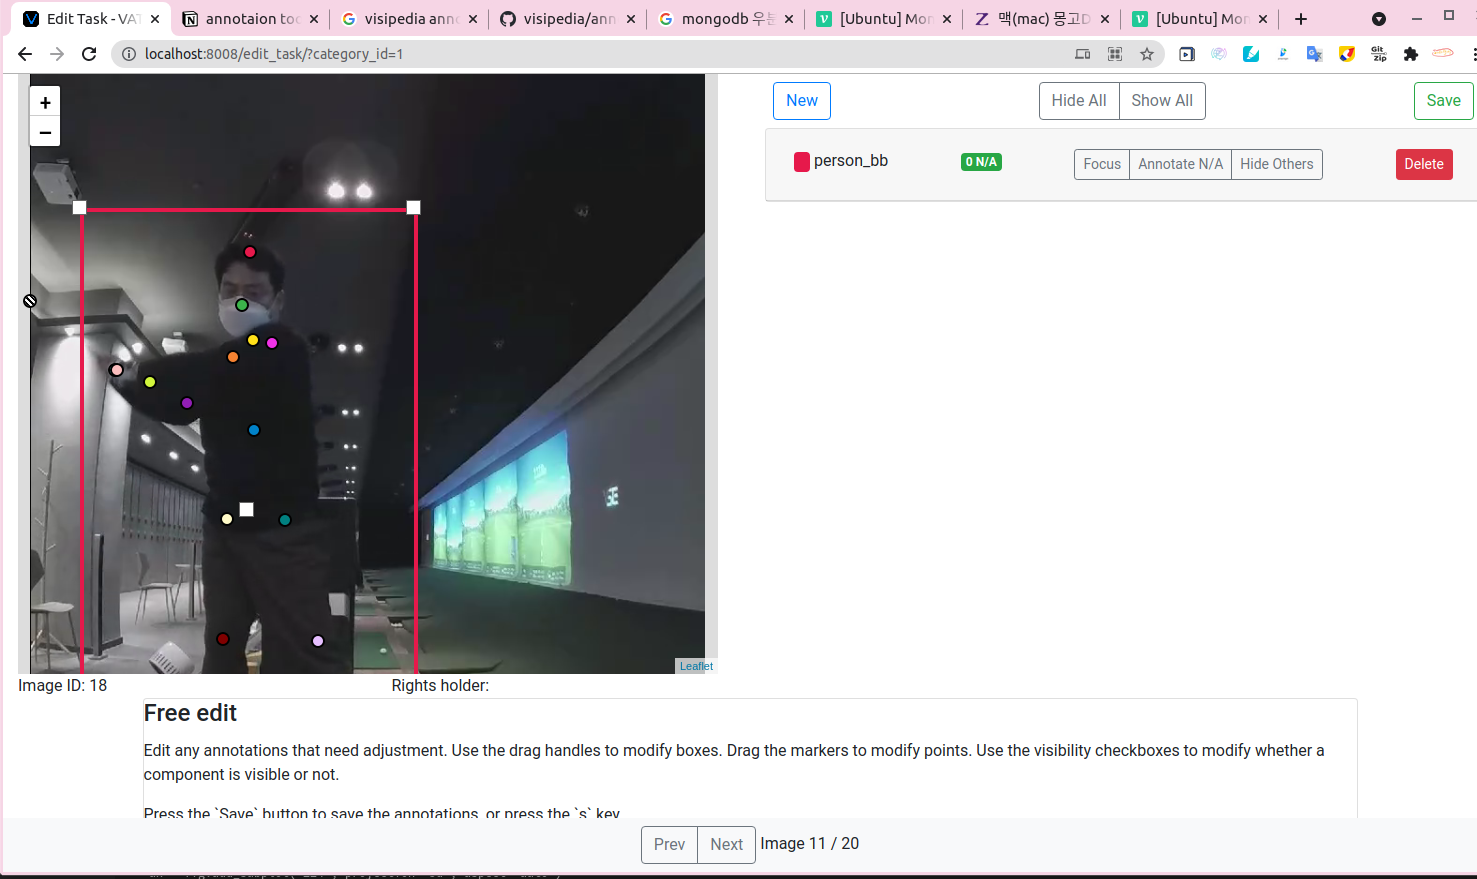 Edit Task - VAT
annotaion too
visipedia anno
visipedia/ann
mongodb 우분
[Ubuntu] Mon
맥(mac) 몽고D
[Ubuntu] Mon
localhost:8008/edit_task/?category_id=1
Git
Zip
+
−
New
Hide All
Show All
Save
person_bb
0 N/A
Focus
Annotate N/A
Hide Others
Delete
Leaflet
Image ID: 18
Rights holder:
Free edit
Edit any annotations that need adjustment. Use the drag handles to modify boxes. Drag the markers to modify points. Use the visibility checkboxes to modify whether a
component is visible or not.
Press the `Save` button to save the annotations, or press the `s` key.
Prev
Next
Image 11 / 20